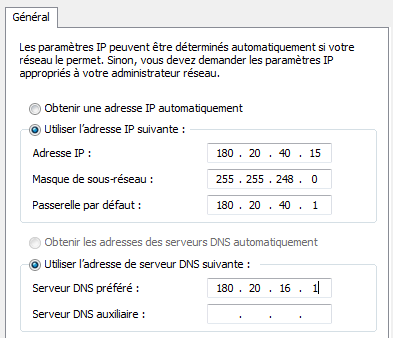 Général
Les paramètres IP peuvent être déterminés automatiquement si votre
réseau le permet. Sinon, vous devez demander les paramètres IP
appropriés à votre administrateur réseau.
Obtenir une adresse IP automatiquement
Utiliser l'adresse IP suivante :
Adresse IP : 180 . 20 . 40 . 15
Masque de sous-réseau : 255 . 255 . 248 . 0
Passerelle par défaut : 180 . 20 . 40 . 1
Obtenir les adresses des serveurs DNS automatiquement
Utiliser l'adresse de serveur DNS suivante :
Serveur DNS préféré : 180 . 20 . 16 . 1
Serveur DNS auxiliaire : . . .